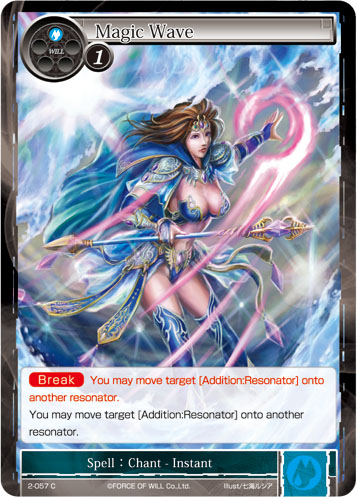 Magic Wave
WILL
1
Break You may move target [Addition:Resonator] onto
another resonator.
You may move target [Addition:Resonator] onto another
resonator.
Spell : Chant - Instant
2-057 C ©FORCE OF WILL Co.,Ltd. Illust/七海ルシア